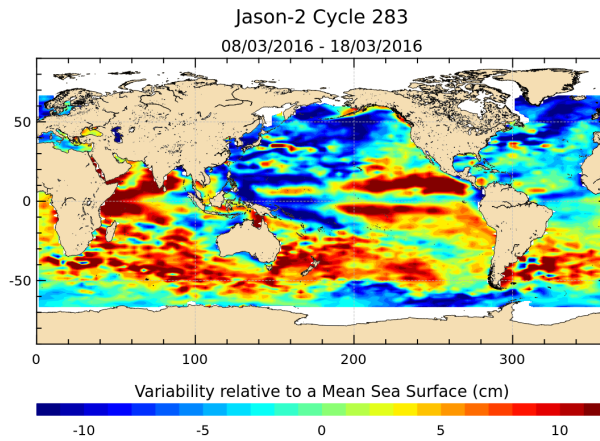 Jason-2 Cycle 283
08/03/2016 - 18/03/2016
50
0
-50
0 100 200 300
Variability relative to a Mean Sea Surface (cm)
-10 -5 0 5 10